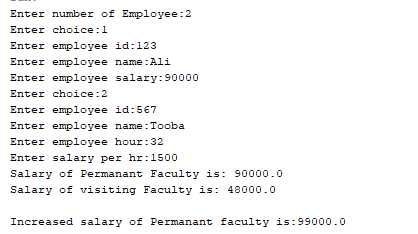 Enter number of Employee:2
Enter choice:1
Enter employee id:123
Enter employee name:Ali
Enter employee salary:90000
Enter choice:2
Enter employee id:567
Enter employee name:Tooba
Enter employee hour:32
Enter salary per hr:1500
Salary of Permanant Faculty is: 90000.0
Salary of visiting Faculty is: 48000.0
Increased salary of Permanant faculty is:99000.0